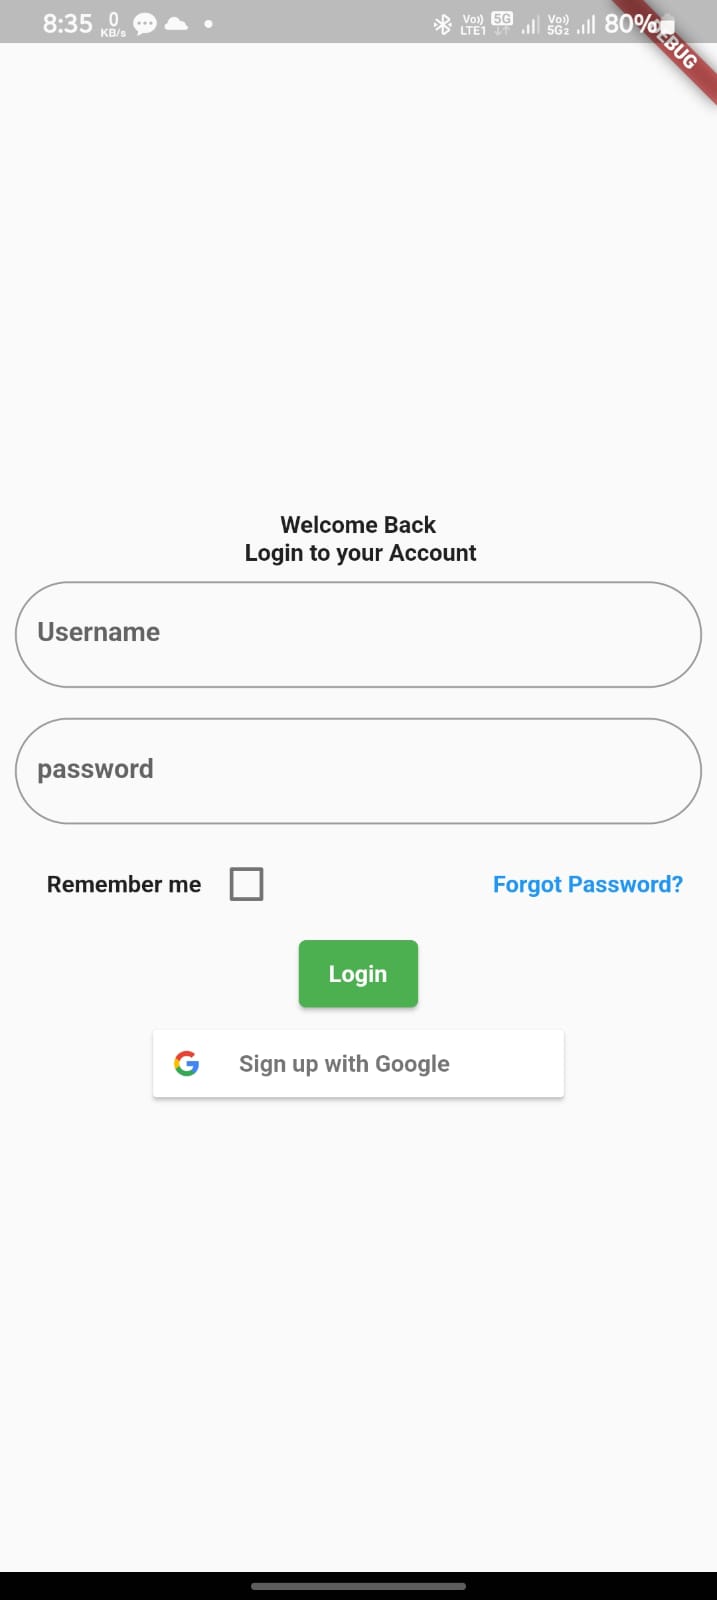 8:35 0 KB/s Vo) LTE1 5G Vo) 5G2 80%
DEBUG
Welcome Back
Login to your Account
Username
password
Remember me Forgot Password?
Login
Sign up with Google